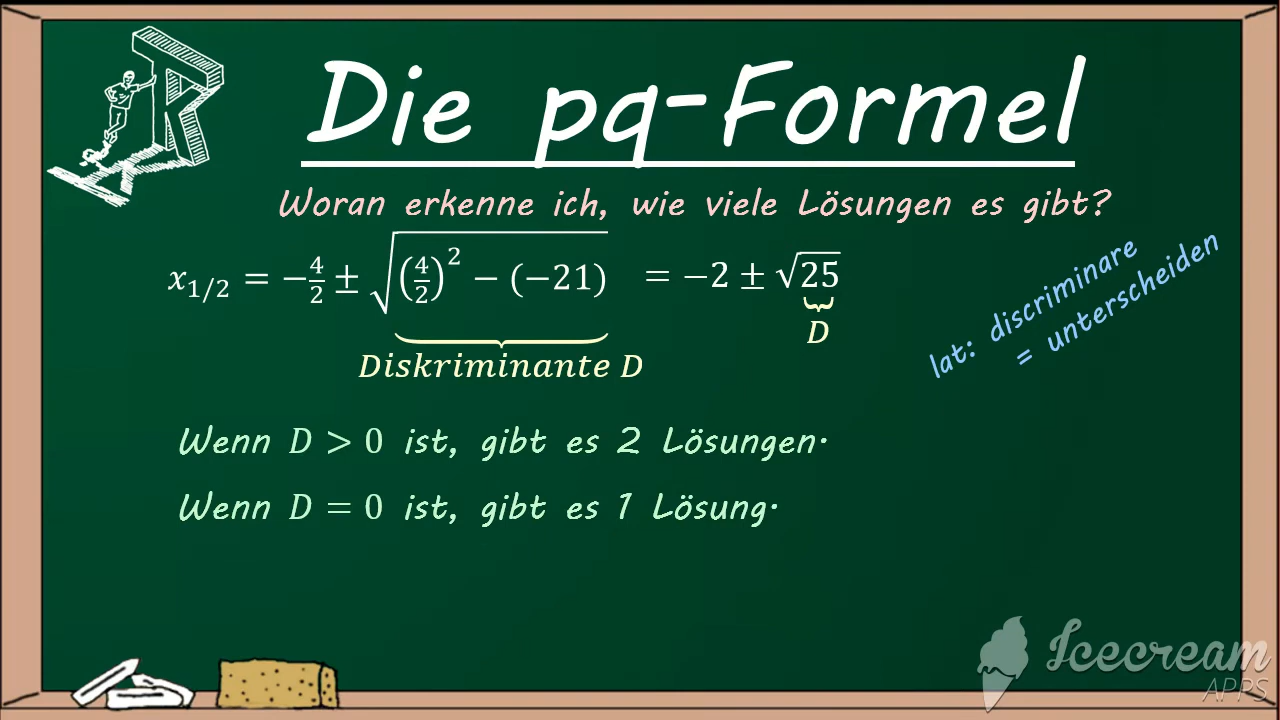 Die pq-Formel
Woran erkenne ich, wie viele Lösungen es gibt?
x₁/₂ = −4/2 ± √((4/2)² − (−21)) = −2 ± √25
D
Diskriminante D
lat: discriminare
= unterscheiden
Wenn D > 0 ist, gibt es 2 Lösungen.
Wenn D = 0 ist, gibt es 1 Lösung.
Icecream
APPS